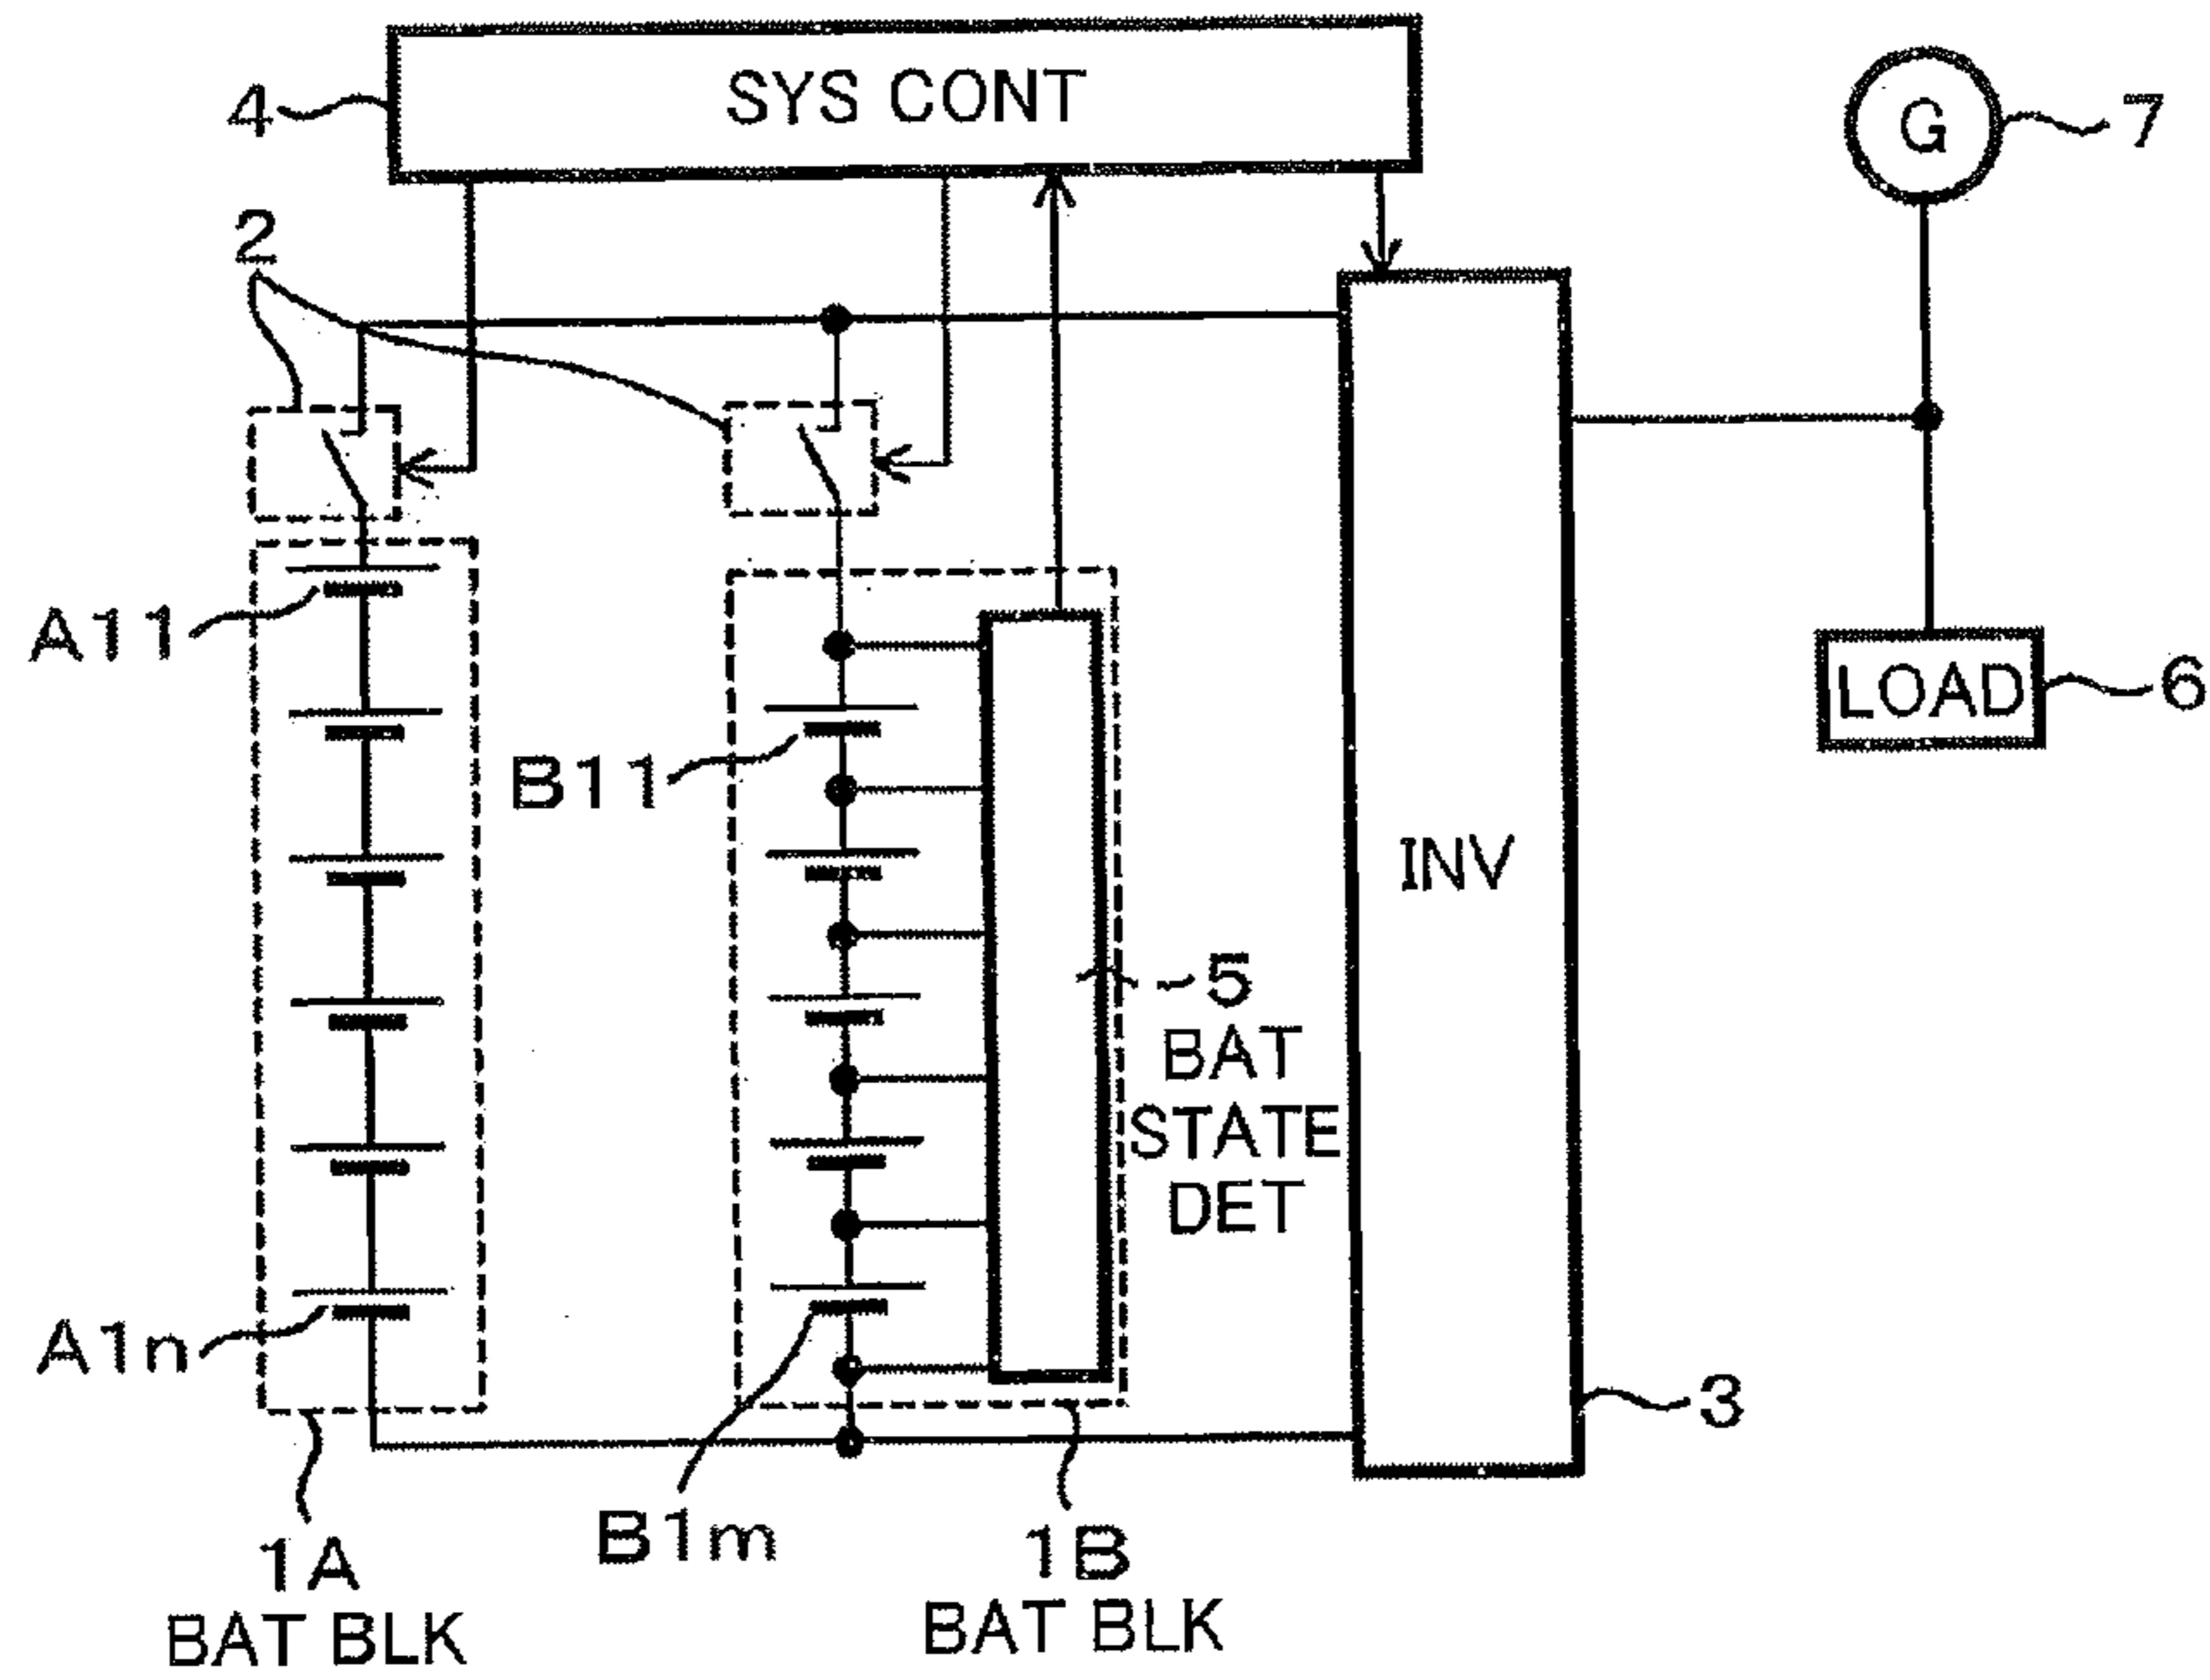 SYS CONT
4
G
7
2
A11
LOAD
6
B11
INV
5
BAT
STATE
DET
A1n
3
B1m
1A
BAT BLK
1B
BAT BLK